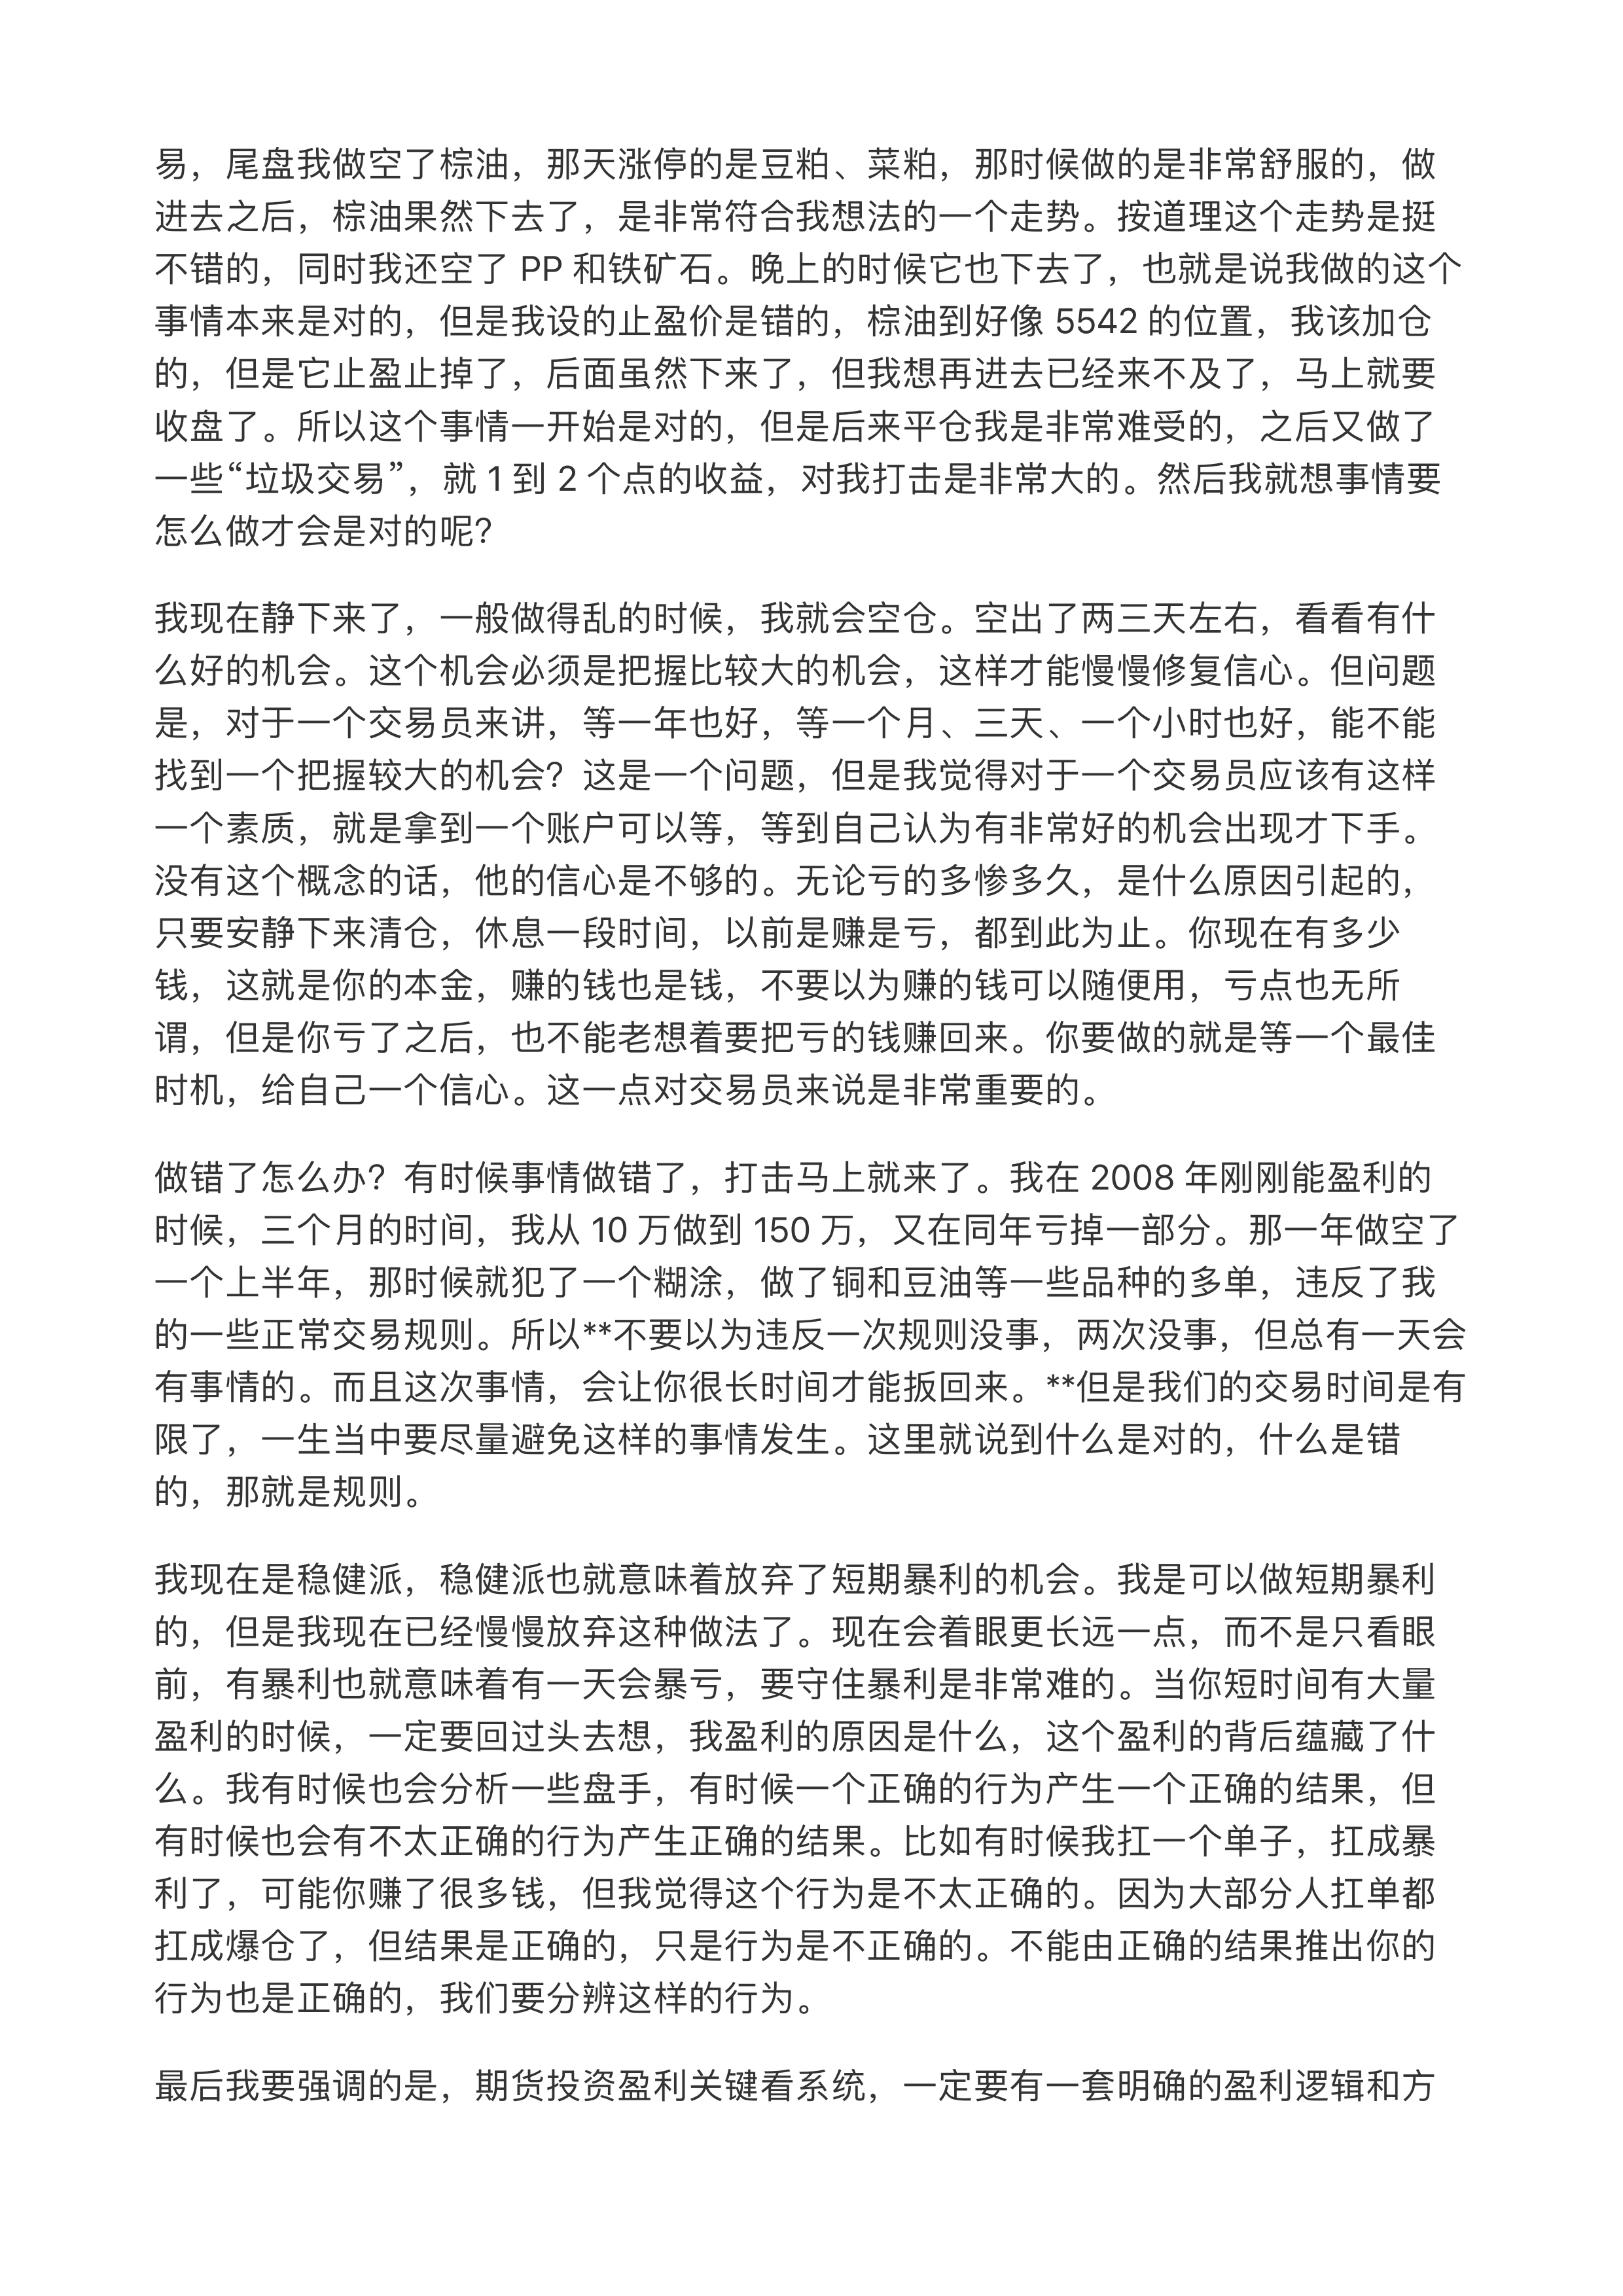 易，尾盘我做空了棕油，那天涨停的是豆粕、菜粕，那时候做的是非常舒服的，做
进去之后，棕油果然下去了，是非常符合我想法的一个走势。按道理这个走势是挺
不错的，同时我还空了 PP 和铁矿石。晚上的时候它也下去了，也就是说我做的这个
事情本来是对的，但是我设的止盈价是错的，棕油到好像 5542 的位置，我该加仓
的，但是它止盈止掉了，后面虽然下来了，但我想再进去已经来不及了，马上就要
收盘了。所以这个事情一开始是对的，但是后来平仓我是非常难受的，之后又做了
一些“垃圾交易”，就 1 到 2 个点的收益，对我打击是非常大的。然后我就想事情要
怎么做才会是对的呢？
我现在静下来了，一般做得乱的时候，我就会空仓。空出了两三天左右，看看有什
么好的机会。这个机会必须是把握比较大的机会，这样才能慢慢修复信心。但问题
是，对于一个交易员来讲，等一年也好，等一个月、三天、一个小时也好，能不能
找到一个把握较大的机会？这是一个问题，但是我觉得对于一个交易员应该有这样
一个素质，就是拿到一个账户可以等，等到自己认为有非常好的机会出现才下手。
没有这个概念的话，他的信心是不够的。无论亏的多惨多久，是什么原因引起的，
只要安静下来清仓，休息一段时间，以前是赚是亏，都到此为止。你现在有多少
钱，这就是你的本金，赚的钱也是钱，不要以为赚的钱可以随便用，亏点也无所
谓，但是你亏了之后，也不能老想着要把亏的钱赚回来。你要做的就是等一个最佳
时机，给自己一个信心。这一点对交易员来说是非常重要的。
做错了怎么办？有时候事情做错了，打击马上就来了。我在 2008 年刚刚能盈利的
时候，三个月的时间，我从 10 万做到 150 万，又在同年亏掉一部分。那一年做空了
一个上半年，那时候就犯了一个糊涂，做了铜和豆油等一些品种的多单，违反了我
的一些正常交易规则。所以**不要以为违反一次规则没事，两次没事，但总有一天会
有事情的。而且这次事情，会让你很长时间才能扳回来。**但是我们的交易时间是有
限了，一生当中要尽量避免这样的事情发生。这里就说到什么是对的，什么是错
的，那就是规则。
我现在是稳健派，稳健派也就意味着放弃了短期暴利的机会。我是可以做短期暴利
的，但是我现在已经慢慢放弃这种做法了。现在会着眼更长远一点，而不是只看眼
前，有暴利也就意味着有一天会暴亏，要守住暴利是非常难的。当你短时间有大量
盈利的时候，一定要回过头去想，我盈利的原因是什么，这个盈利的背后蕴藏了什
么。我有时候也会分析一些盘手，有时候一个正确的行为产生一个正确的结果，但
有时候也会有不太正确的行为产生正确的结果。比如有时候我扛一个单子，扛成暴
利了，可能你赚了很多钱，但我觉得这个行为是不太正确的。因为大部分人扛单都
扛成爆仓了，但结果是正确的，只是行为是不正确的。不能由正确的结果推出你的
行为也是正确的，我们要分辨这样的行为。
最后我要强调的是，期货投资盈利关键看系统，一定要有一套明确的盈利逻辑和方